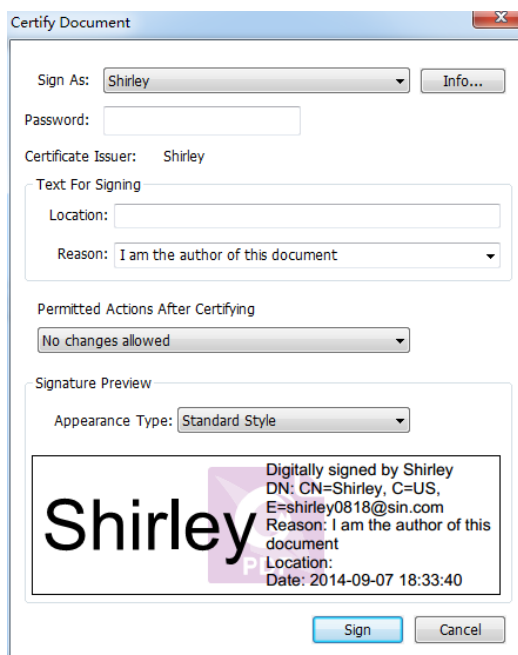 Certify Document
Sign As: Shirley Info...
Password:
Certificate Issuer: Shirley
Text For Signing
Location:
Reason: I am the author of this document
Permitted Actions After Certifying
No changes allowed
Signature Preview
Appearance Type: Standard Style
Shirley
Digitally signed by Shirley
DN: CN=Shirley, C=US,
E=shirley0818@sin.com
Reason: I am the author of this
document
Location:
Date: 2014-09-07 18:33:40
PDF
Sign Cancel